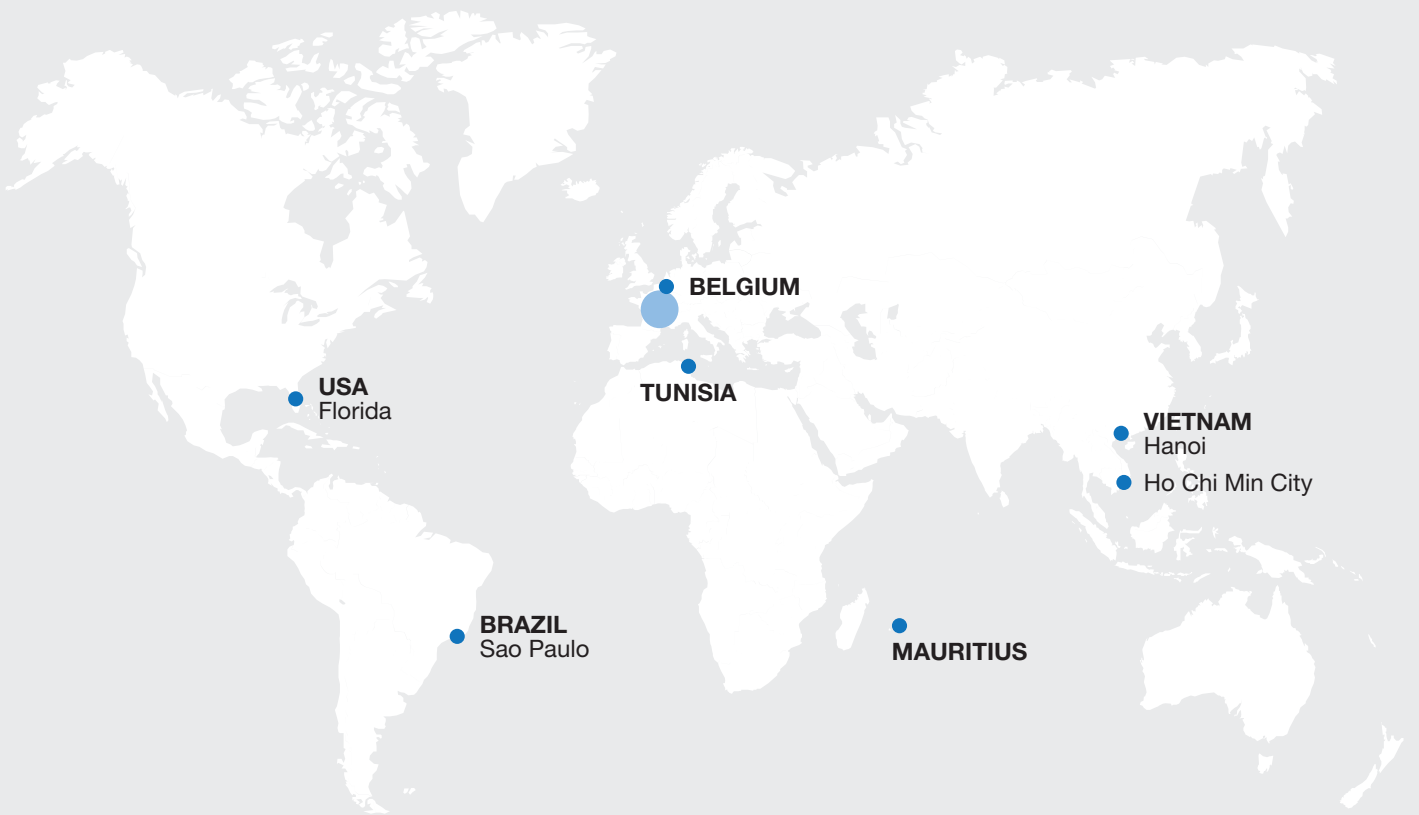 BELGIUM
USA
Florida
TUNISIA
VIETNAM
Hanoi
Ho Chi Min City
BRAZIL
Sao Paulo
MAURITIUS